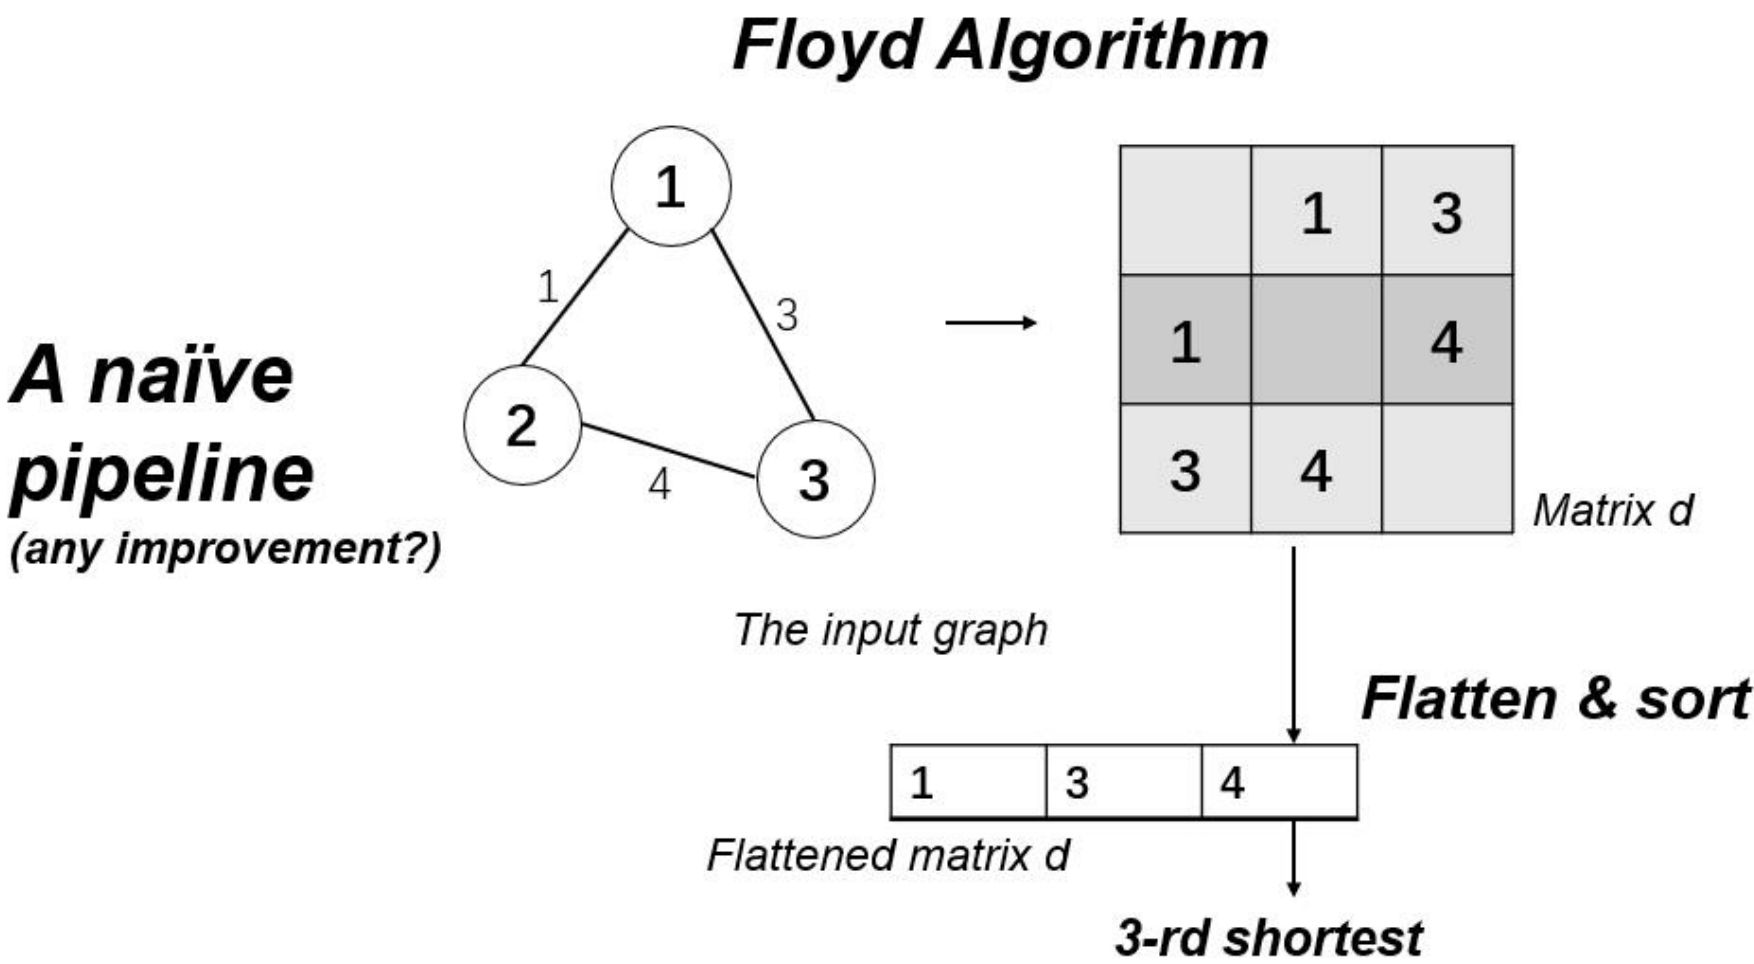 Floyd Algorithm
A naïve
pipeline
(any improvement?)
1
1
3
2
4
3
1 3
1 4
3 4
Matrix d
The input graph
Flatten & sort
1 3 4
Flattened matrix d
3-rd shortest